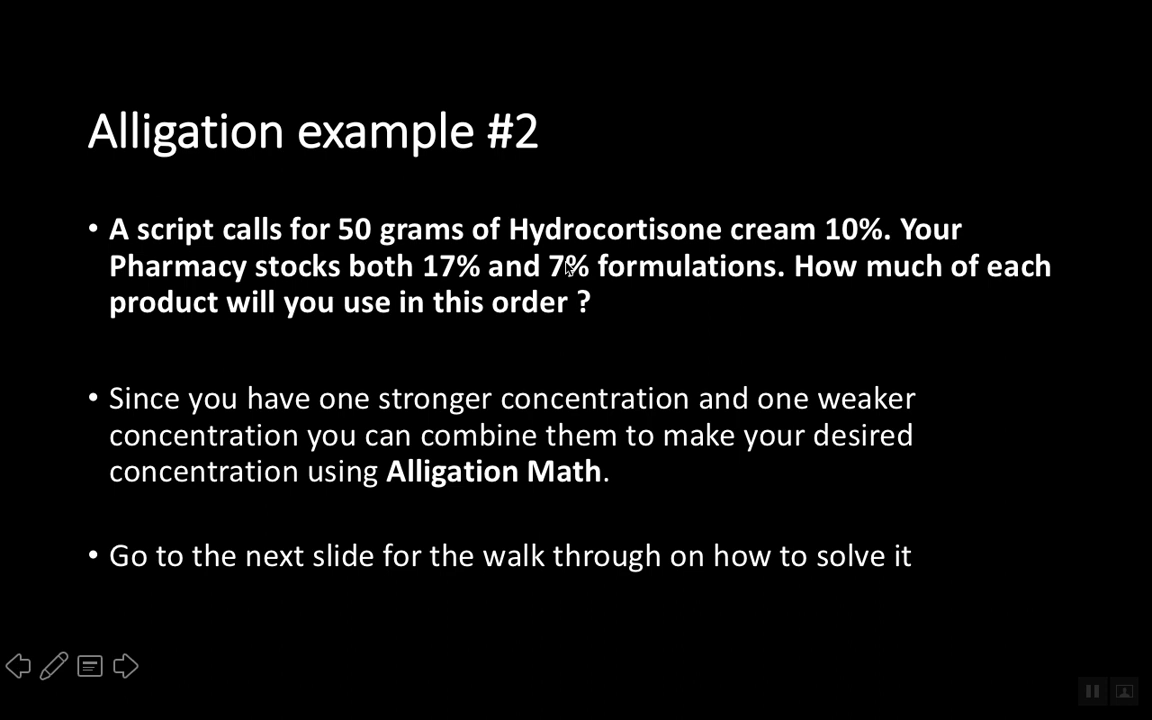 Alligation example #2
• A script calls for 50 grams of Hydrocortisone cream 10%. Your
Pharmacy stocks both 17% and 7% formulations. How much of each
product will you use in this order ?
• Since you have one stronger concentration and one weaker
concentration you can combine them to make your desired
concentration using Alligation Math.
• Go to the next slide for the walk through on how to solve it